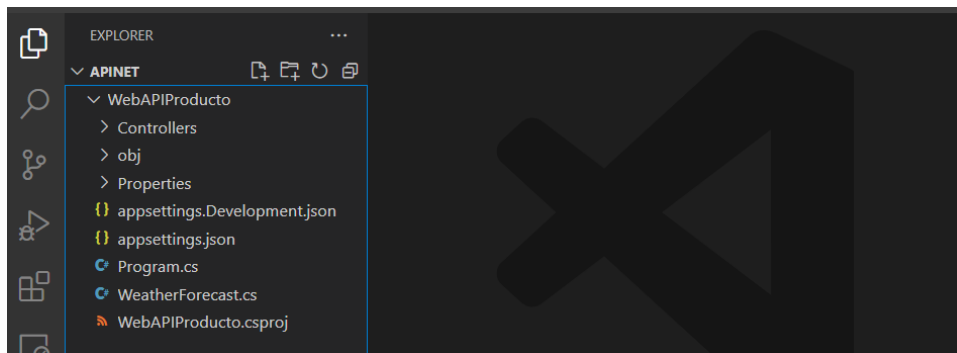 EXPLORER
APINET
WebAPIProducto
Controllers
obj
Properties
{} appsettings.Development.json
{} appsettings.json
C# Program.cs
C# WeatherForecast.cs
WebAPIProducto.csproj